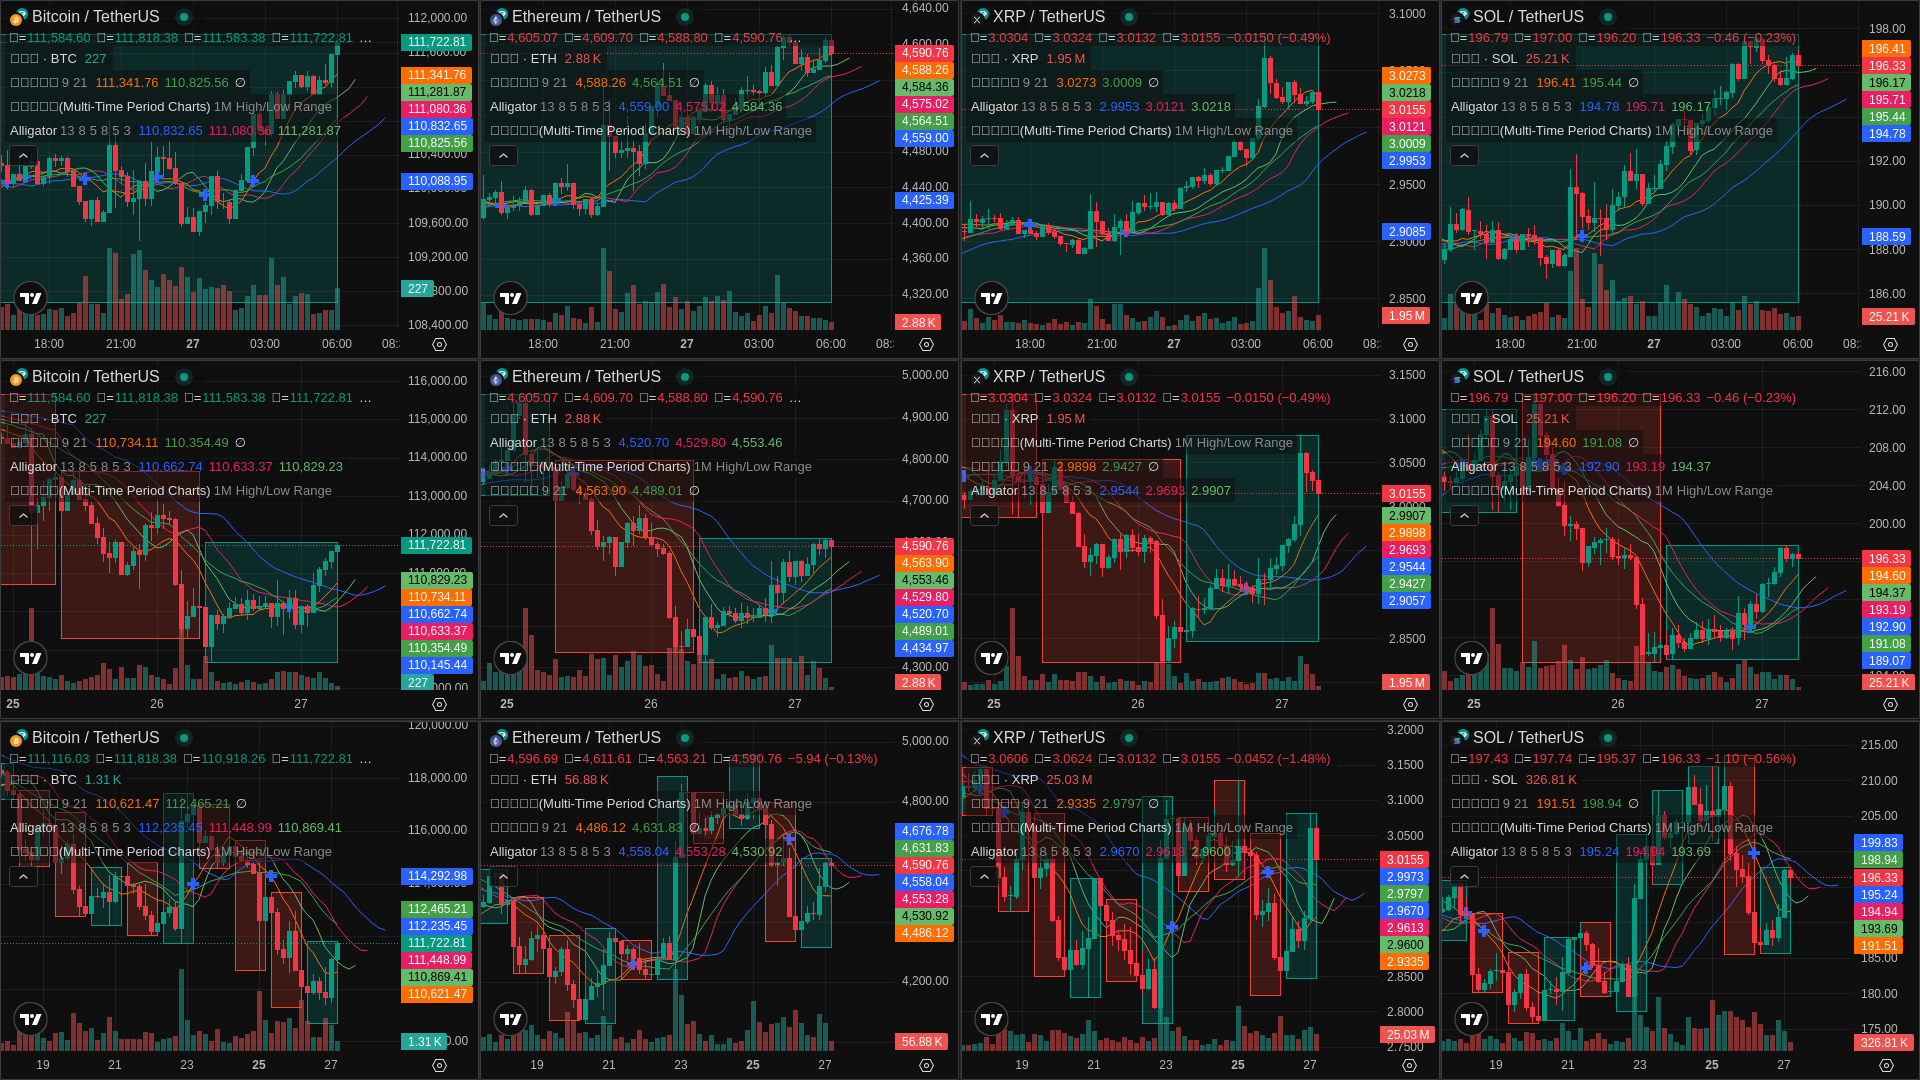 Bitcoin / TetherUS
□=111,584.60 □=111,818.38 □=111,583.38 □=111,722.81 …
□□□ · BTC 227
□□□□□ 9 21 111,341.76 110,825.56 ∅
□□□□□(Multi-Time Period Charts) 1M High/Low Range
Alligator 13 8 5 8 5 3 110,832.65 111,080.36 111,281.87
112,000.00
111,722.81
111,341.76
111,281.87
111,080.36
110,832.65
110,825.56
110,400.00
110,088.95
109,600.00
109,200.00
227
108,400.00
18:00 21:00 27 03:00 06:00
Ethereum / TetherUS
□=4,605.07 □=4,609.70 □=4,588.80 □=4,590.76 …
□□□ · ETH 2.88 K
□□□□□ 9 21 4,588.26 4,564.51 ∅
Alligator 13 8 5 8 5 3 4,559.00 4,575.02 4,584.36
□□□□□(Multi-Time Period Charts) 1M High/Low Range
4,640.00
4,600.00
4,590.76
4,588.26
4,584.36
4,575.02
4,564.51
4,559.00
4,480.00
4,440.00
4,425.39
4,400.00
4,360.00
4,320.00
2.88 K
18:00 21:00 27 03:00 06:00
XRP / TetherUS
□=3.0304 □=3.0324 □=3.0132 □=3.0155 −0.0150 (−0.49%)
□□□ · XRP 1.95 M
□□□□□ 9 21 3.0273 3.0009 ∅
Alligator 13 8 5 8 5 3 2.9953 3.0121 3.0218
□□□□□(Multi-Time Period Charts) 1M High/Low Range
3.1000
3.0273
3.0218
3.0155
3.0121
3.0009
2.9953
2.9500
2.9085
2.9000
2.8500
1.95 M
18:00 21:00 27 03:00 06:00
SOL / TetherUS
□=196.79 □=197.00 □=196.20 □=196.33 −0.46 (−0.23%)
□□□ · SOL 25.21 K
□□□□□ 9 21 196.41 195.44 ∅
Alligator 13 8 5 8 5 3 194.78 195.71 196.17
□□□□□(Multi-Time Period Charts) 1M High/Low Range
198.00
196.41
196.33
196.17
195.71
195.44
194.78
192.00
190.00
188.59
188.00
186.00
25.21 K
18:00 21:00 27 03:00 06:00
Bitcoin / TetherUS
□=111,584.60 □=111,818.38 □=111,583.38 □=111,722.81 …
□□□ · BTC 227
□□□□□ 9 21 110,734.11 110,354.49 ∅
Alligator 13 8 5 8 5 3 110,662.74 110,633.37 110,829.23
□□□□□(Multi-Time Period Charts) 1M High/Low Range
116,000.00
115,000.00
114,000.00
113,000.00
112,000.00
111,722.81
111,000.00
110,829.23
110,734.11
110,662.74
110,633.37
110,354.49
110,145.44
227
25 26 27
Ethereum / TetherUS
□=4,605.07 □=4,609.70 □=4,588.80 □=4,590.76 …
□□□ · ETH 2.88 K
Alligator 13 8 5 8 5 3 4,520.70 4,529.80 4,553.46
□□□□□(Multi-Time Period Charts) 1M High/Low Range
□□□□□ 9 21 4,563.90 4,489.01 ∅
5,000.00
4,900.00
4,800.00
4,700.00
4,590.76
4,563.90
4,553.46
4,529.80
4,520.70
4,489.01
4,434.97
4,300.00
2.88 K
25 26 27
XRP / TetherUS
□=3.0304 □=3.0324 □=3.0132 □=3.0155 −0.0150 (−0.49%)
□□□ · XRP 1.95 M
□□□□□(Multi-Time Period Charts) 1M High/Low Range
□□□□□ 9 21 2.9898 2.9427 ∅
Alligator 13 8 5 8 5 3 2.9544 2.9693 2.9907
3.1500
3.1000
3.0500
3.0155
3.0000
2.9907
2.9898
2.9693
2.9544
2.9427
2.9057
2.8500
1.95 M
25 26 27
SOL / TetherUS
□=196.79 □=197.00 □=196.20 □=196.33 −0.46 (−0.23%)
□□□ · SOL 25.21 K
□□□□□ 9 21 194.60 191.08 ∅
Alligator 13 8 5 8 5 3 192.90 193.19 194.37
□□□□□(Multi-Time Period Charts) 1M High/Low Range
216.00
212.00
208.00
204.00
200.00
196.33
194.60
194.37
193.19
192.90
191.08
189.07
25.21 K
25 26 27
Bitcoin / TetherUS
□=111,116.03 □=111,818.38 □=110,918.26 □=111,722.81 …
□□□ · BTC 1.31 K
□□□□□ 9 21 110,621.47 112,465.21 ∅
Alligator 13 8 5 8 5 3 112,235.45 111,448.99 110,869.41
□□□□□(Multi-Time Period Charts) 1M High/Low Range
120,000.00
118,000.00
116,000.00
114,292.98
112,465.21
112,235.45
111,722.81
111,448.99
110,869.41
110,621.47
1.31 K
19 21 23 25 27
Ethereum / TetherUS
□=4,596.69 □=4,611.61 □=4,563.21 □=4,590.76 −5.94 (−0.13%)
□□□ · ETH 56.88 K
□□□□□(Multi-Time Period Charts) 1M High/Low Range
□□□□□ 9 21 4,486.12 4,631.83 ∅
Alligator 13 8 5 8 5 3 4,558.04 4,553.28 4,530.92
5,000.00
4,800.00
4,676.78
4,631.83
4,590.76
4,558.04
4,553.28
4,530.92
4,486.12
4,200.00
56.88 K
19 21 23 25 27
XRP / TetherUS
□=3.0606 □=3.0624 □=3.0132 □=3.0155 −0.0452 (−1.48%)
□□□ · XRP 25.03 M
□□□□□ 9 21 2.9335 2.9797 ∅
□□□□□(Multi-Time Period Charts) 1M High/Low Range
Alligator 13 8 5 8 5 3 2.9670 2.9613 2.9600
3.2000
3.1500
3.1000
3.0500
3.0155
2.9973
2.9797
2.9670
2.9613
2.9600
2.9335
2.8500
2.8000
25.03 M
2.7500
19 21 23 25 27
SOL / TetherUS
□=197.43 □=197.74 □=195.37 □=196.33 −1.10 (−0.56%)
□□□ · SOL 326.81 K
□□□□□ 9 21 191.51 198.94 ∅
□□□□□(Multi-Time Period Charts) 1M High/Low Range
Alligator 13 8 5 8 5 3 195.24 194.94 193.69
215.00
210.00
205.00
199.83
198.94
196.33
195.24
194.94
193.69
191.51
185.00
180.00
175.00
326.81 K
19 21 23 25 27